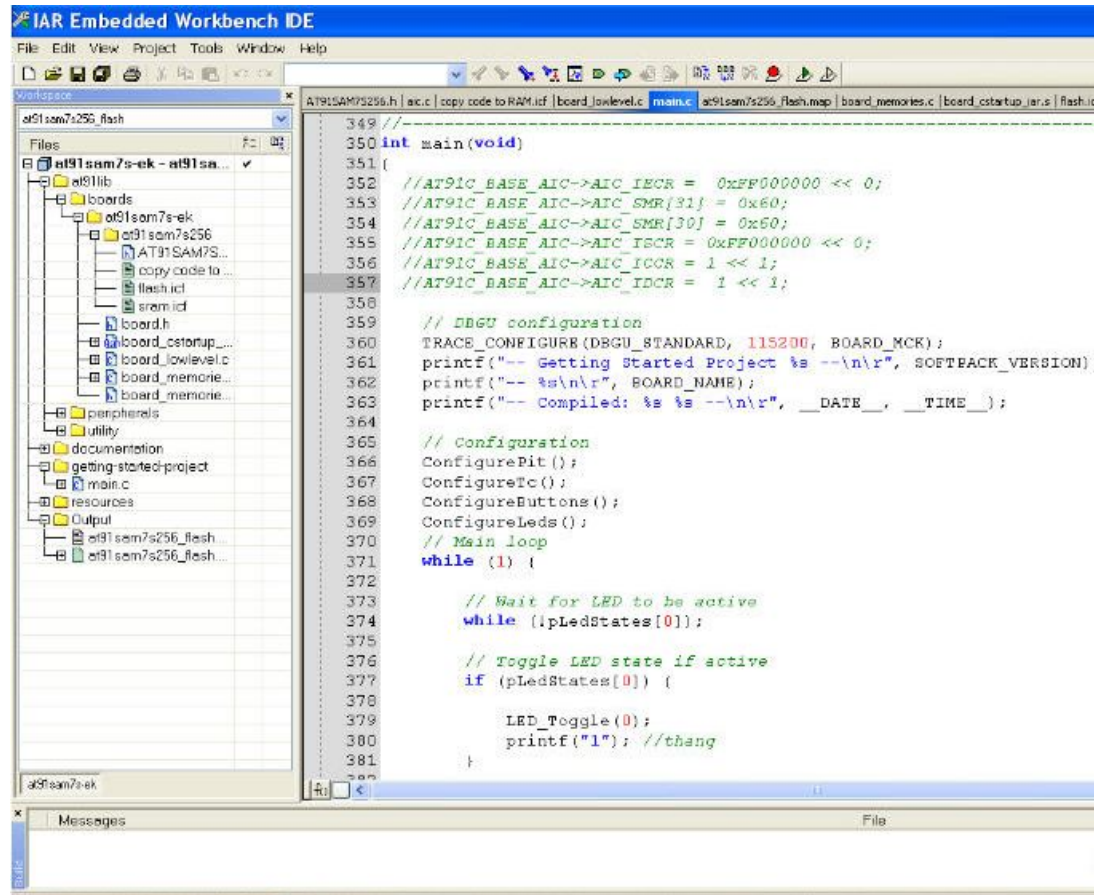 IAR Embedded Workbench IDE
File Edit View Project Tools Window Help
Workspace
at91sam7s256_flash
Files
at91sam7s-ek - at91sa...
at91lib
boards
at91sam7s-ek
at91sam7s256
AT91SAM7S...
copy code to ...
flash.icf
sram.icf
board.h
board_cstartup_...
board_lowlevel.c
board_memorie...
board_memorie...
peripherals
utility
documentation
getting-started-project
main.c
resources
Output
at91sam7s256_flash...
at91sam7s256_flash...
at91sam7s-ek
AT91SAM7S256.h | aic.c | copy code to RAM.icf | board_lowlevel.c | main.c | at91sam7s256_flash.map | board_memories.c | board_cstartup_iar.s | flash.ic
349 //------------------------------------------------------------------------------
350 int main(void)
351 {
352 //AT91C_BASE_AIC->AIC_IECR = 0xFF000000 << 0;
353 //AT91C_BASE_AIC->AIC_SMR[31] = 0x60;
354 //AT91C_BASE_AIC->AIC_SMR[30] = 0x60;
355 //AT91C_BASE_AIC->AIC_ISCR = 0xFF000000 << 0;
356 //AT91C_BASE_AIC->AIC_ICCR = 1 << 1;
357 //AT91C_BASE_AIC->AIC_IDCR = 1 << 1;
358
359 // DBGU configuration
360 TRACE_CONFIGURE(DBGU_STANDARD, 115200, BOARD_MCK);
361 printf("-- Getting Started Project %s --\n\r", SOFTPACK_VERSION)
362 printf("-- %s\n\r", BOARD_NAME);
363 printf("-- Compiled: %s %s --\n\r", __DATE__, __TIME__);
364
365 // Configuration
366 ConfigurePit();
367 ConfigureTc();
368 ConfigureButtons();
369 ConfigureLeds();
370 // Main loop
371 while (1) {
372
373 // Wait for LED to be active
374 while (!pLedStates[0]);
375
376 // Toggle LED state if active
377 if (pLedStates[0]) {
378
379 LED_Toggle(0);
380 printf("1"); //thang
381 }
382
Messages File
Build